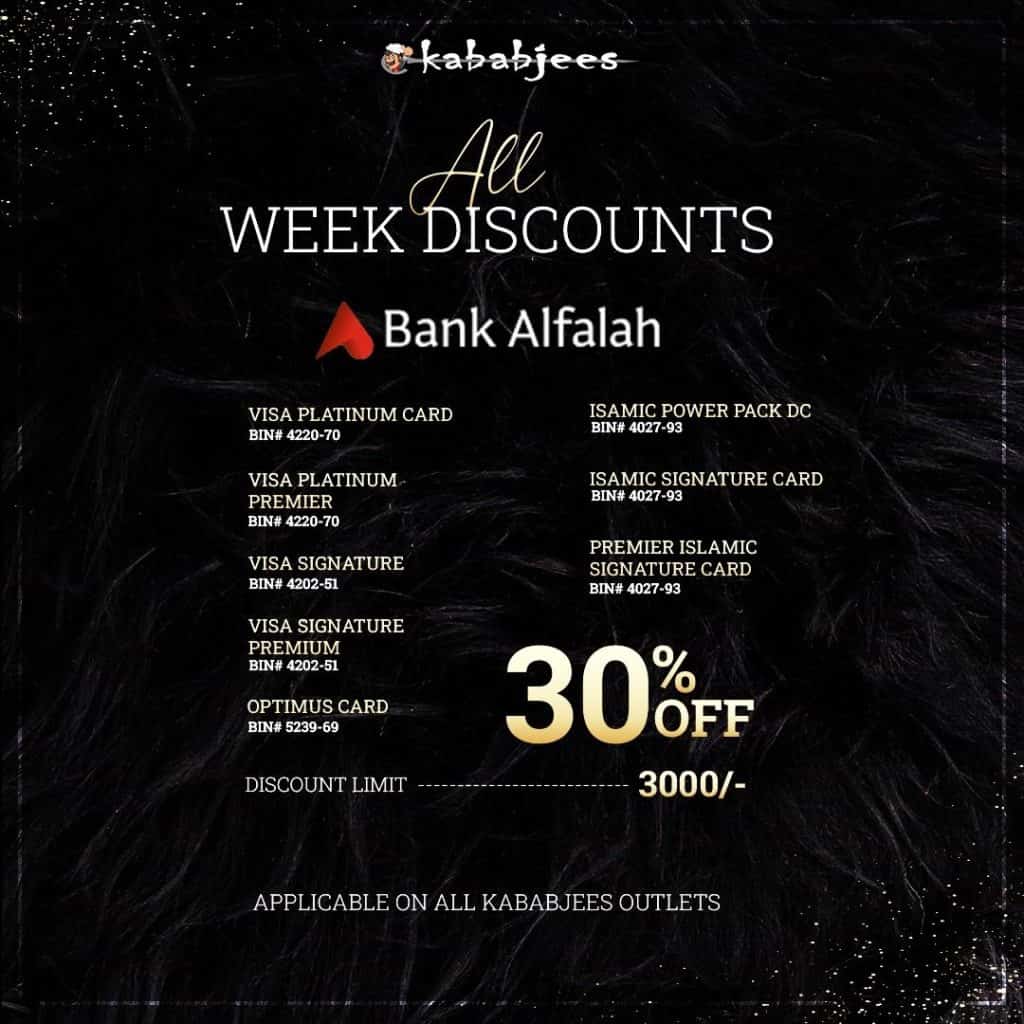 kababjees
All
WEEK DISCOUNTS
Bank Alfalah
VISA PLATINUM CARD
BIN# 4220-70
VISA PLATINUM
PREMIER
BIN# 4220-70
VISA SIGNATURE
BIN# 4202-51
VISA SIGNATURE
PREMIUM
BIN# 4202-51
OPTIMUS CARD
BIN# 5239-69
ISAMIC POWER PACK DC
BIN# 4027-93
ISAMIC SIGNATURE CARD
BIN# 4027-93
PREMIER ISLAMIC
SIGNATURE CARD
BIN# 4027-93
30% OFF
DISCOUNT LIMIT ------------------------------ 3000/-
APPLICABLE ON ALL KABABJEES OUTLETS